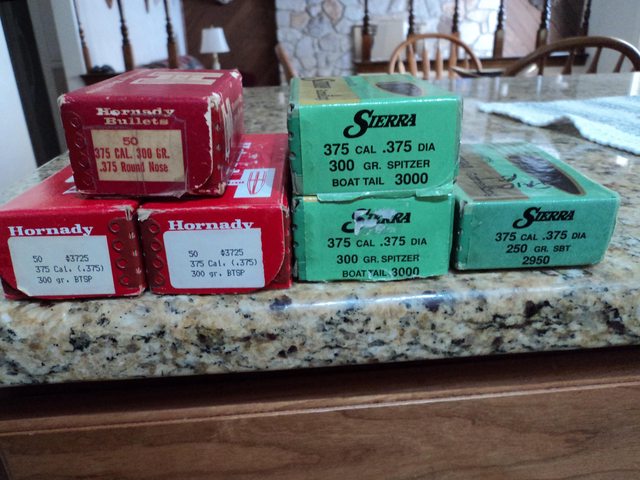 Hornady
Bullets
50
375 CAL. 300 GR.
.375 Round Nose
Hornady
50 #3725
375 Cal. (.375)
300 gr. BTSP
Hornady
50 #3725
375 Cal. (.375)
300 gr. BTSP
SIERRA
375 CAL .375 DIA
300 GR. SPITZER
BOAT TAIL 3000
SIERRA
375 CAL .375 DIA
300 GR. SPITZER
BOAT TAIL 3000
SIERRA
375 CAL .375 DIA
250 GR. SBT
2950